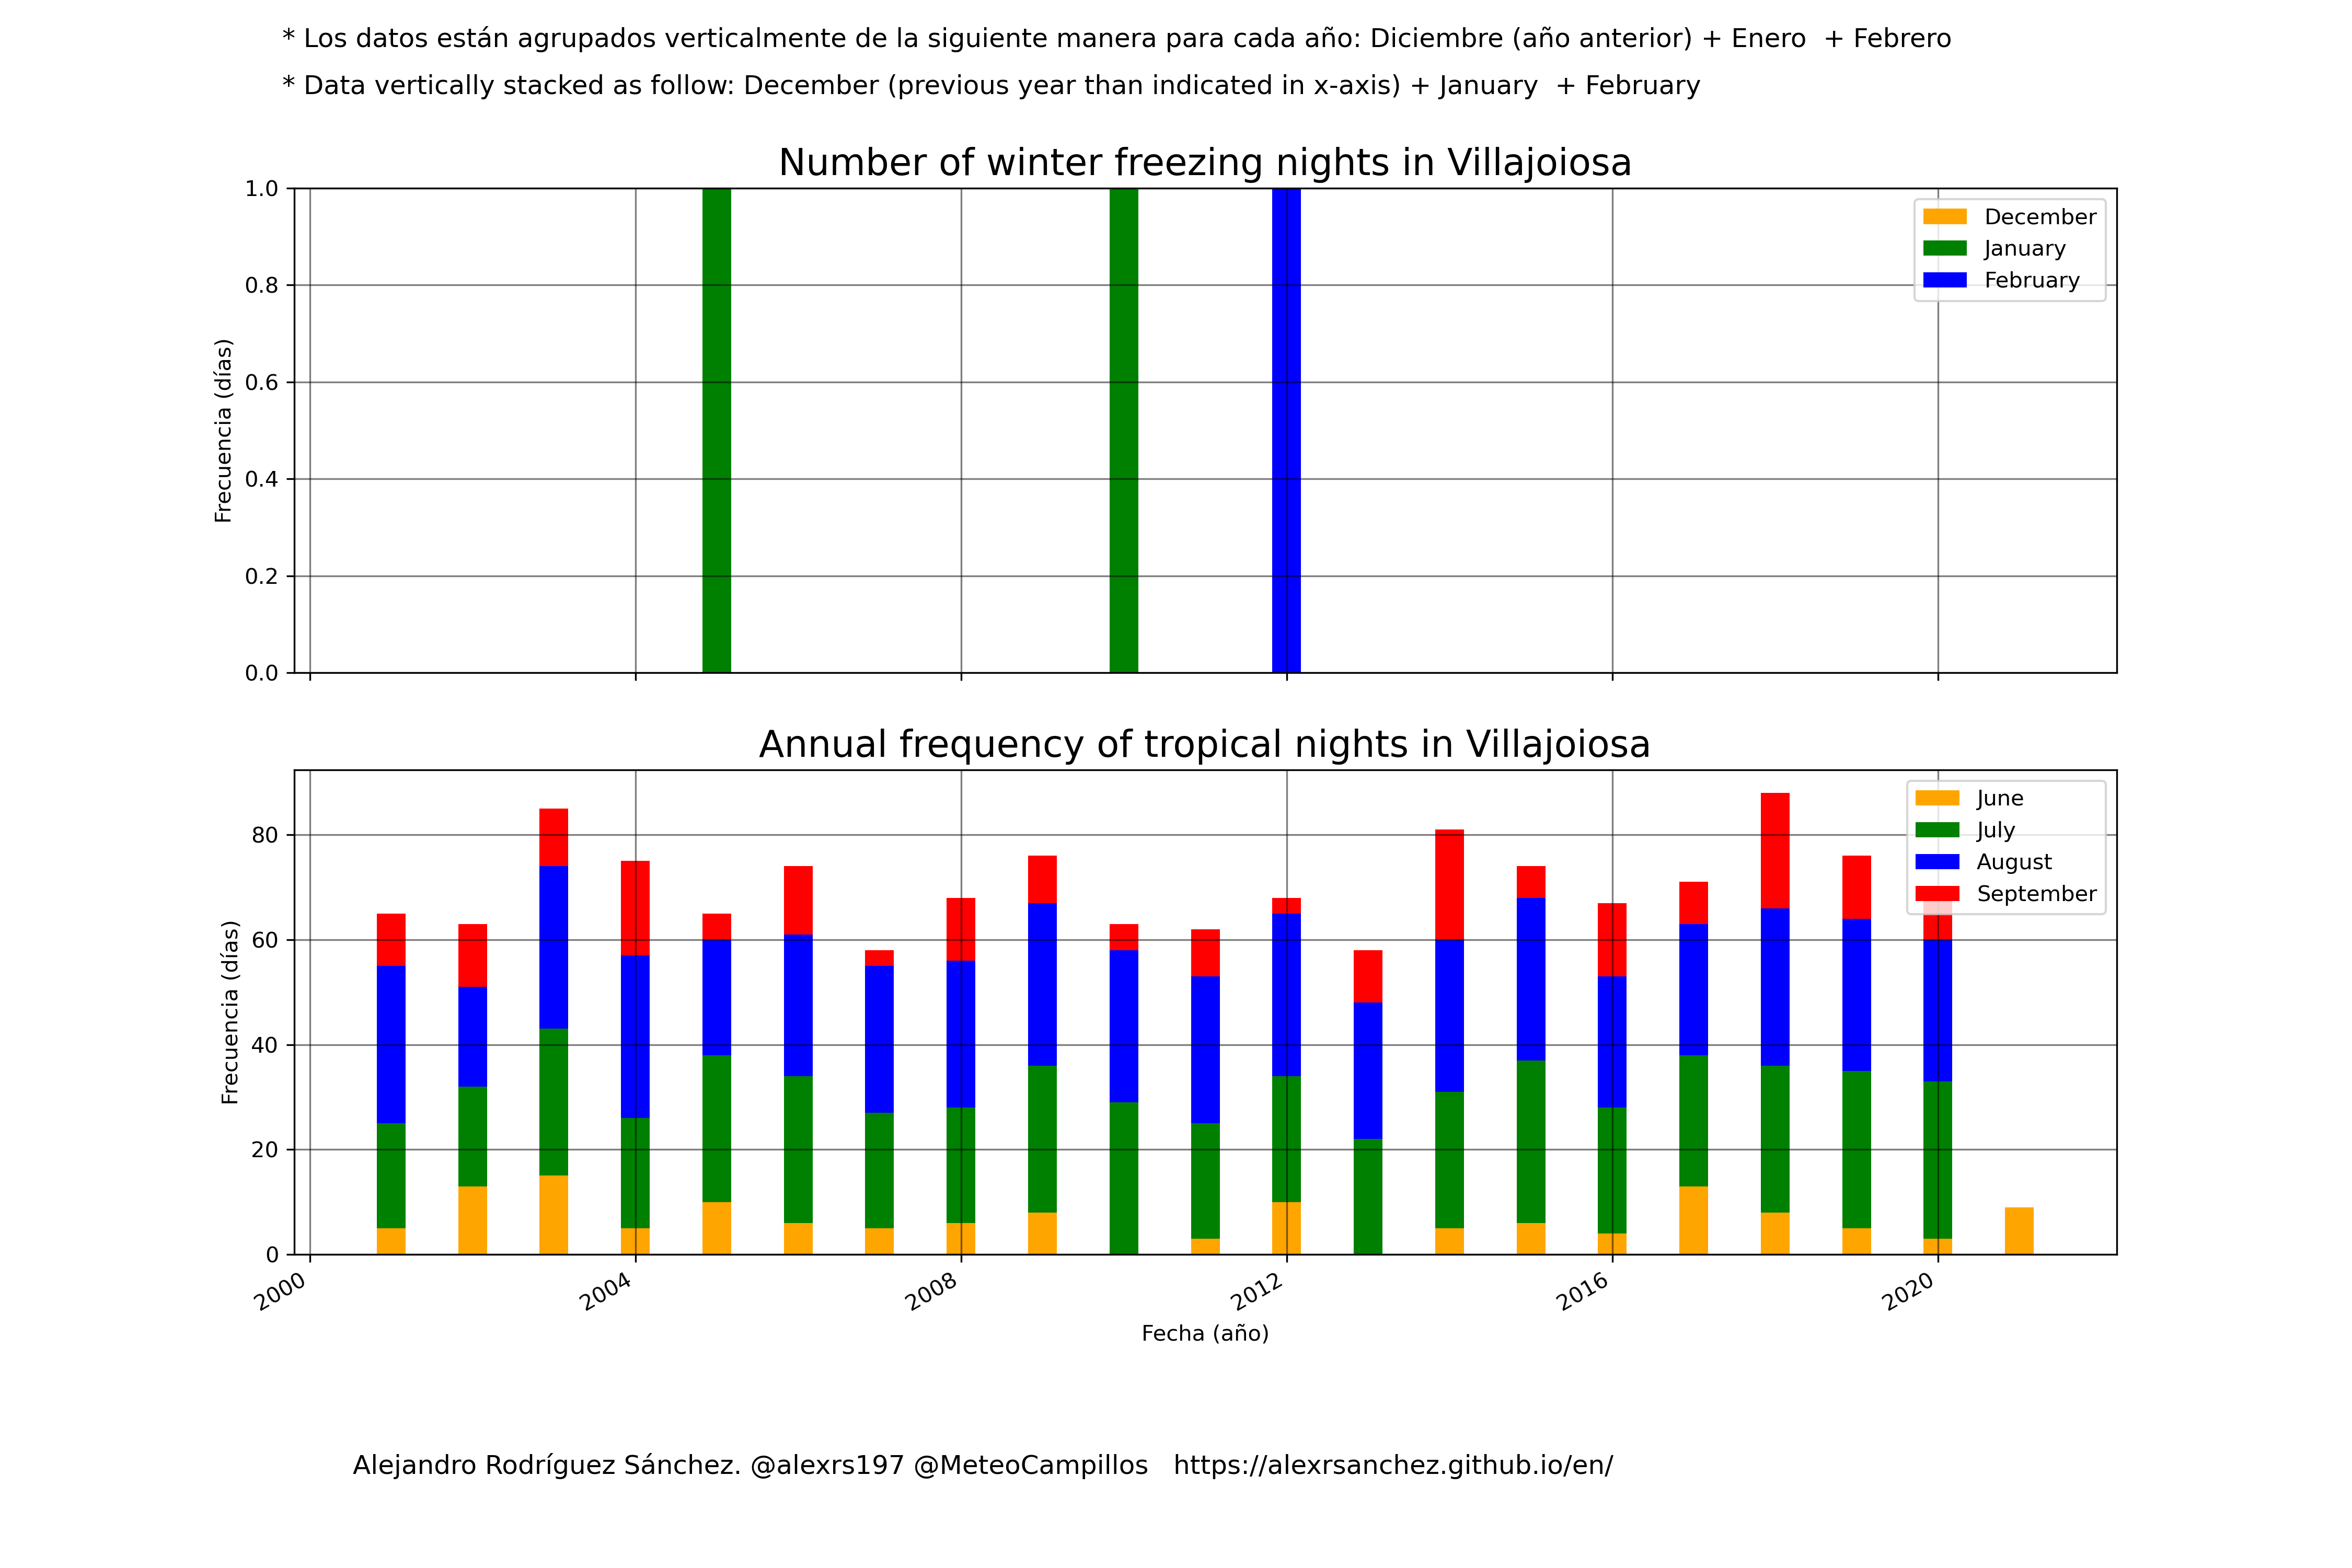 * Los datos están agrupados verticalmente de la siguiente manera para cada año: Diciembre (año anterior) + Enero  + Febrero
* Data vertically stacked as follow: December (previous year than indicated in x-axis) + January  + February
Number of winter freezing nights in Villajoiosa
1.0
0.8
0.6
0.4
0.2
0.0
Frecuencia (días)
December
January
February
Annual frequency of tropical nights in Villajoiosa
80
60
40
20
0
Frecuencia (días)
June
July
August
September
2000
2004
2008
2012
2016
2020
Fecha (año)
Alejandro Rodríguez Sánchez. @alexrs197 @MeteoCampillos   https://alexrsanchez.github.io/en/